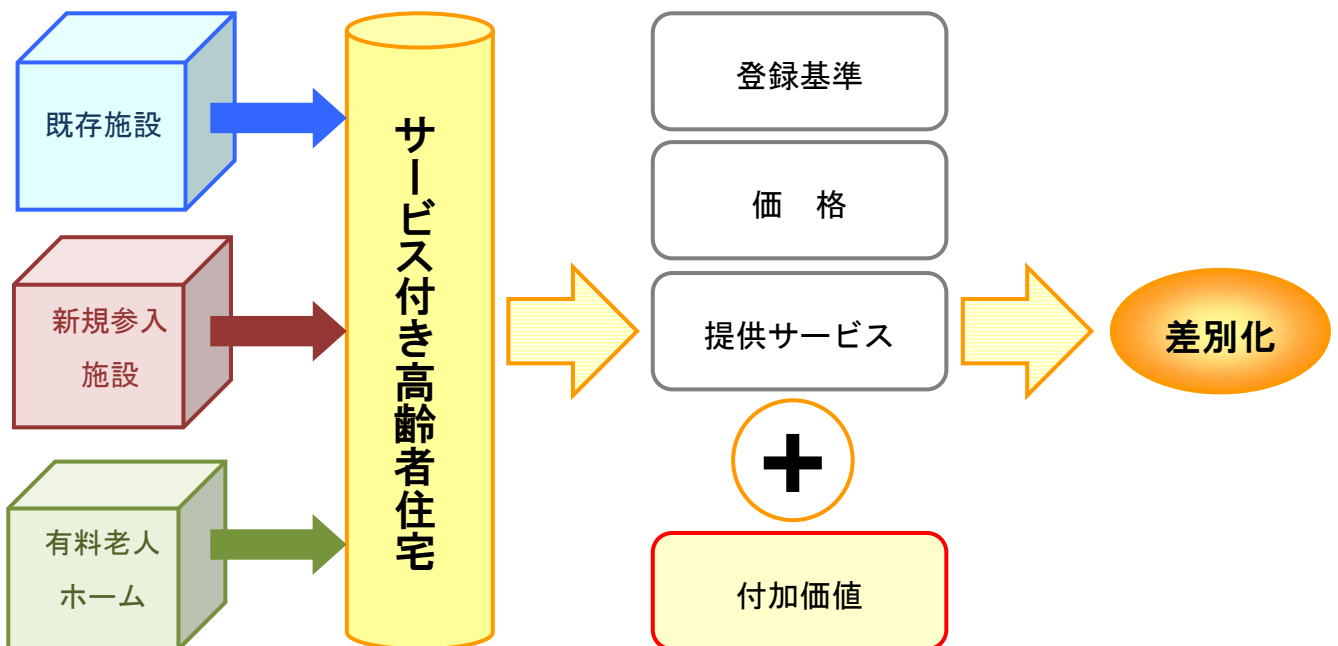 既存施設
新規参入
施設
有料老人
ホーム
サービス付き高齢者住宅
登録基準
価　格
提供サービス
+
付加価値
差別化